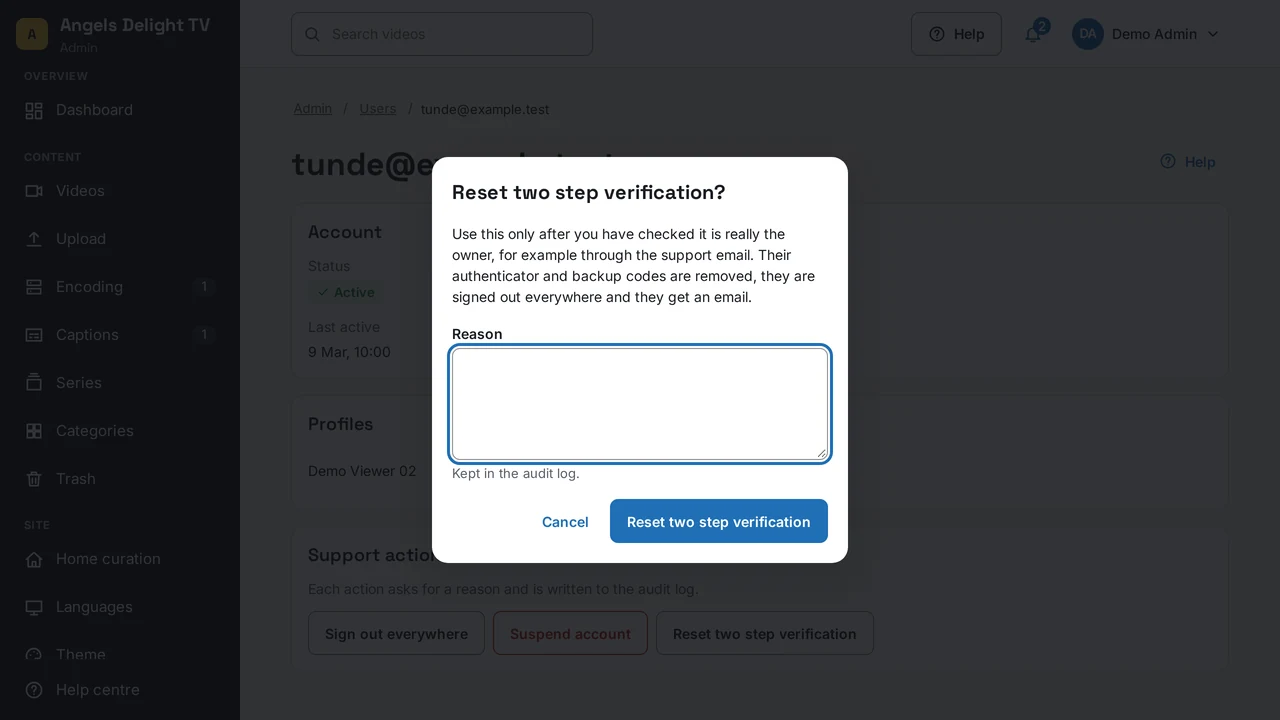 A
Angels Delight TV
Admin
OVERVIEW
Dashboard
CONTENT
Videos
Upload
Encoding
1
Captions
1
Series
Categories
Trash
SITE
Home curation
Languages
Theme
Help centre
Search videos
Help
2
DA
Demo Admin
Admin / Users / tunde@example.test
Help
Account
Status
Active
Last active
9 Mar, 10:00
Profiles
Demo Viewer 02
Each action asks for a reason and is written to the audit log.
Sign out everywhere
Suspend account
Reset two step verification
Reset two step verification?
Use this only after you have checked it is really the
owner, for example through the support email. Their
authenticator and backup codes are removed, they are
signed out everywhere and they get an email.
Reason
Kept in the audit log.
Cancel
Reset two step verification